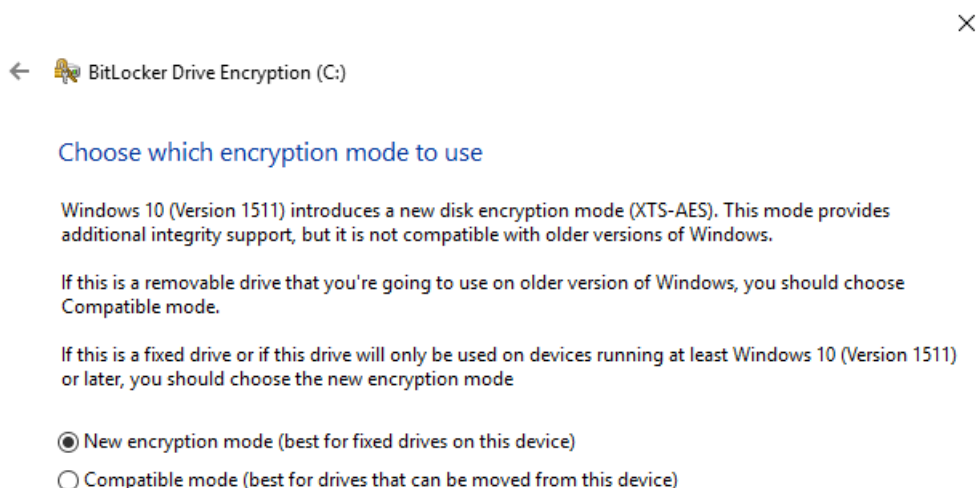 BitLocker Drive Encryption (C:)
Choose which encryption mode to use
Windows 10 (Version 1511) introduces a new disk encryption mode (XTS-AES). This mode provides
additional integrity support, but it is not compatible with older versions of Windows.
If this is a removable drive that you're going to use on older version of Windows, you should choose
Compatible mode.
If this is a fixed drive or if this drive will only be used on devices running at least Windows 10 (Version 1511)
or later, you should choose the new encryption mode
New encryption mode (best for fixed drives on this device)
Compatible mode (best for drives that can be moved from this device)